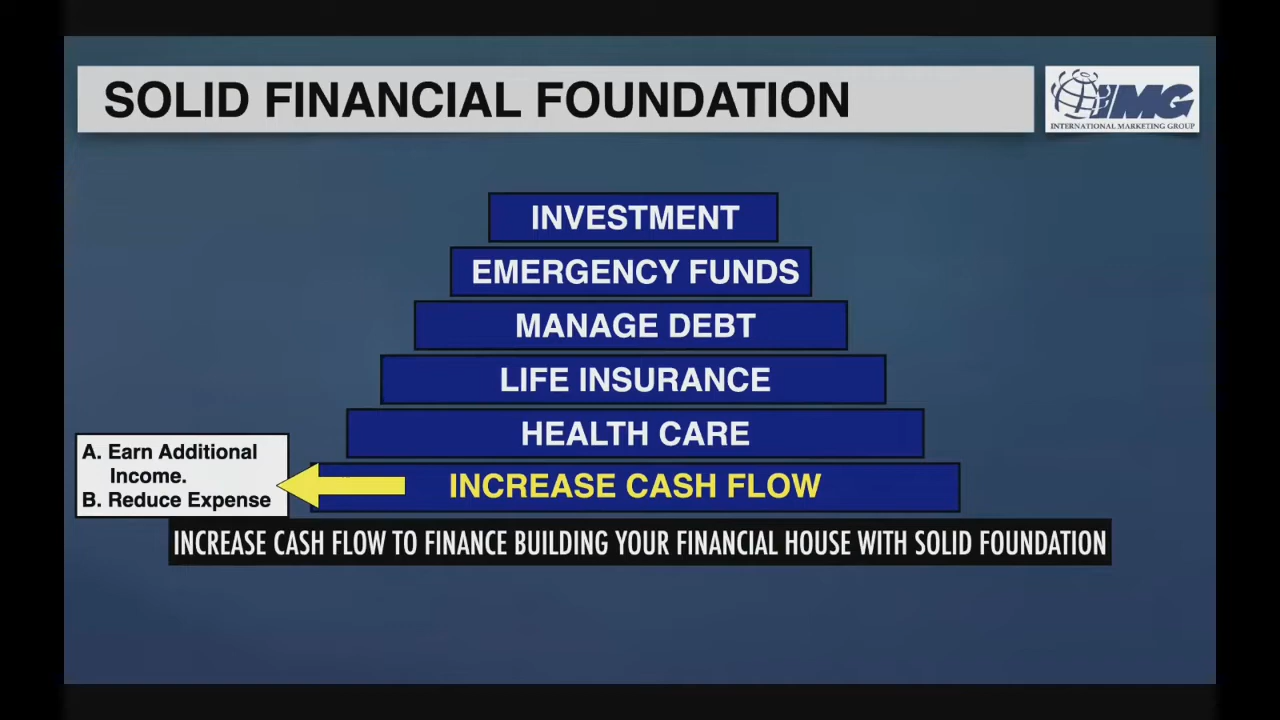 SOLID FINANCIAL FOUNDATION
IMG
INTERNATIONAL MARKETING GROUP
INVESTMENT
EMERGENCY FUNDS
MANAGE DEBT
LIFE INSURANCE
HEALTH CARE
A. Earn Additional
Income.
B. Reduce Expense
INCREASE CASH FLOW
INCREASE CASH FLOW TO FINANCE BUILDING YOUR FINANCIAL HOUSE WITH SOLID FOUNDATION